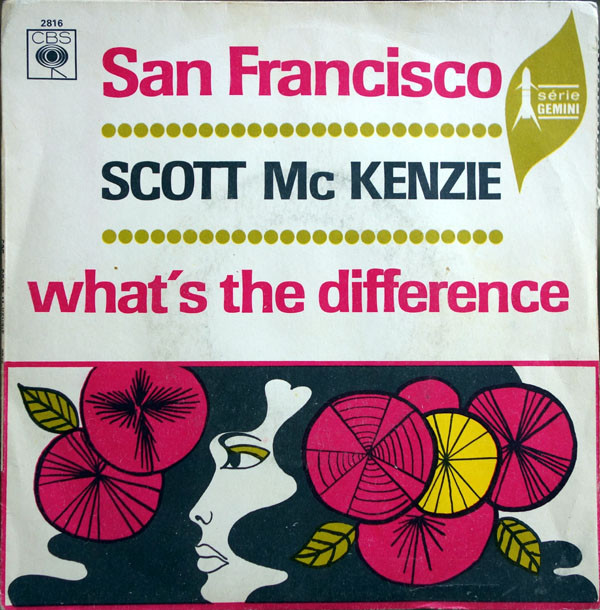 2816
CBS
San Francisco
série
GEMINI
SCOTT Mc KENZIE
what's the difference